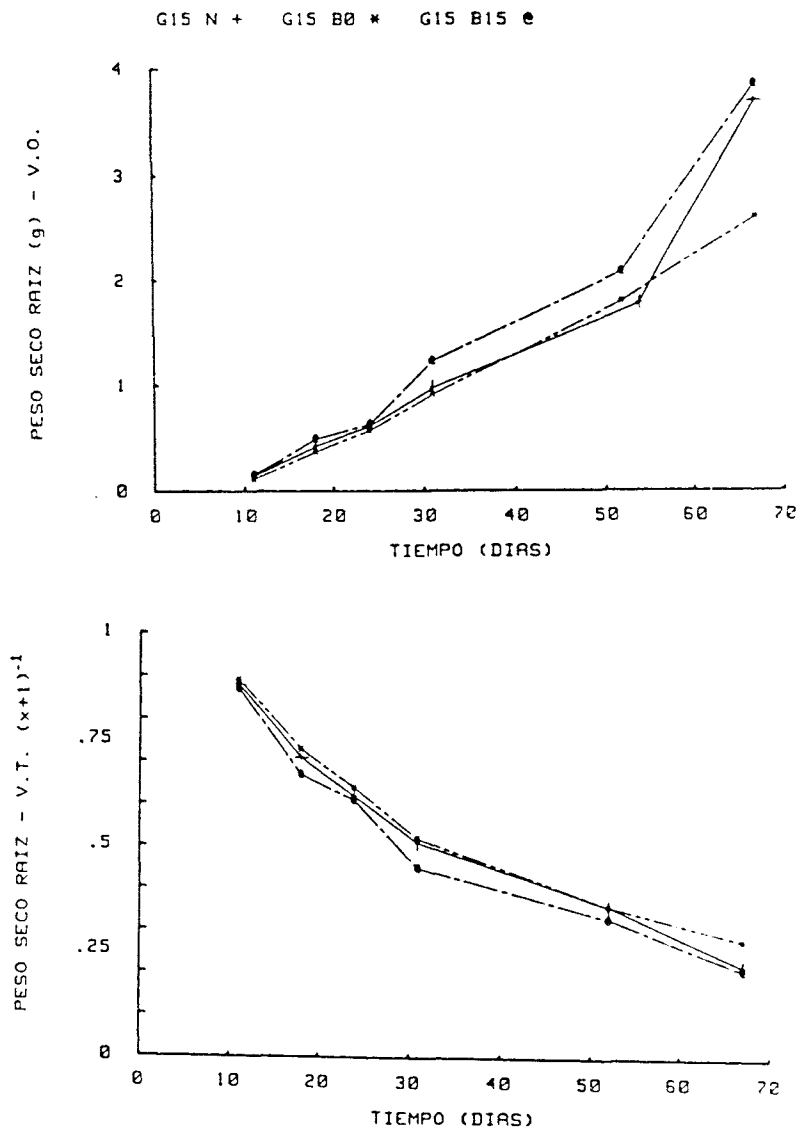 G15 N + G15 B0 * G15 B15 @
PESO SECO RAIZ (g) - V.O.
4
3
2
1
0
0 10 20 30 40 50 60 70
TIEMPO (DIAS)
PESO SECO RAIZ - V.T. (x+1)⁻¹
1
.75
.5
.25
0
0 10 20 30 40 50 60 70
TIEMPO (DIAS)